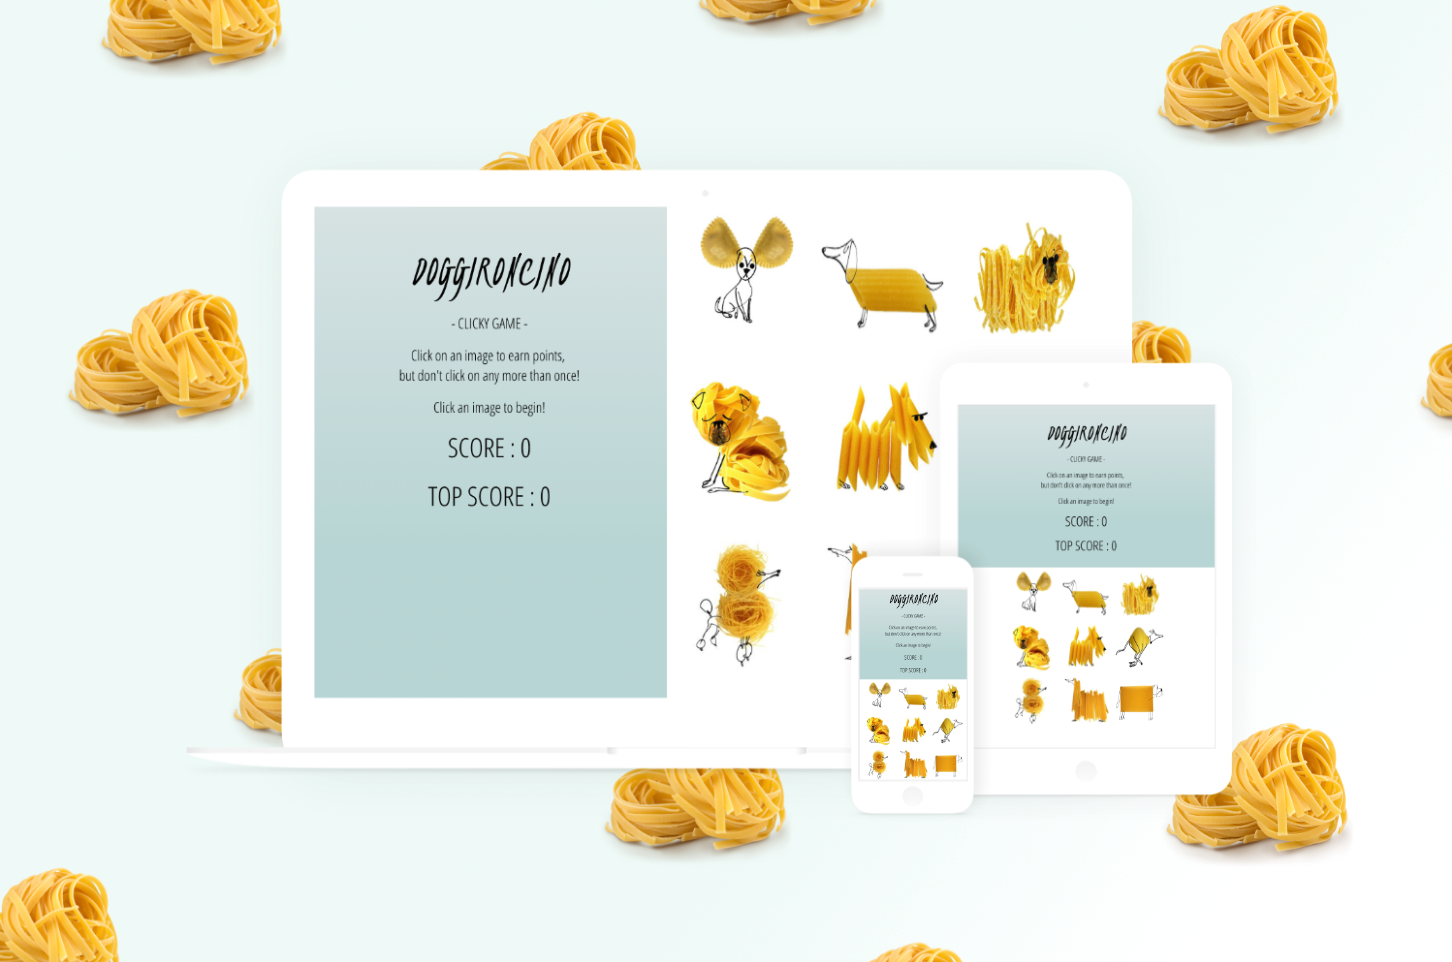 DOGGIRONCINO
- CLICKY GAME -
Click on an image to earn points,
but don't click on any more than once!
Click an image to begin!
SCORE : 0
TOP SCORE : 0
DOGGIRONCINO
- CLICKY GAME -
Click on an image to earn points,
but don't click on any more than once!
Click an image to begin!
SCORE : 0
TOP SCORE : 0
DOGGIRONCINO
- CLICKY GAME -
Click on an image to earn points,
but don't click on any more than once!
Click an image to begin!
SCORE : 0
TOP SCORE : 0